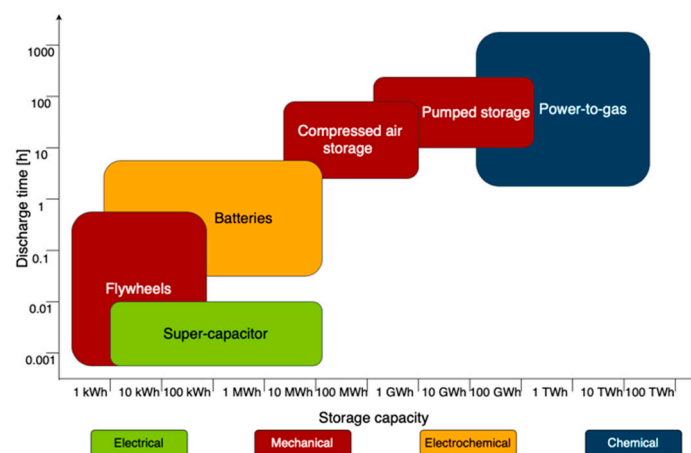 1000
100
10
1
0.1
0.01
0.001
Discharge time [h]
Compressed air
storage
Pumped storage
Power-to-gas
Batteries
Flywheels
Super-capacitor
1 kWh 10 kWh 100 kWh 1 MWh 10 MWh 100 MWh 1 GWh 10 GWh 100 GWh 1 TWh 10 TWh 100 TWh
Storage capacity
Electrical Mechanical Electrochemical Chemical